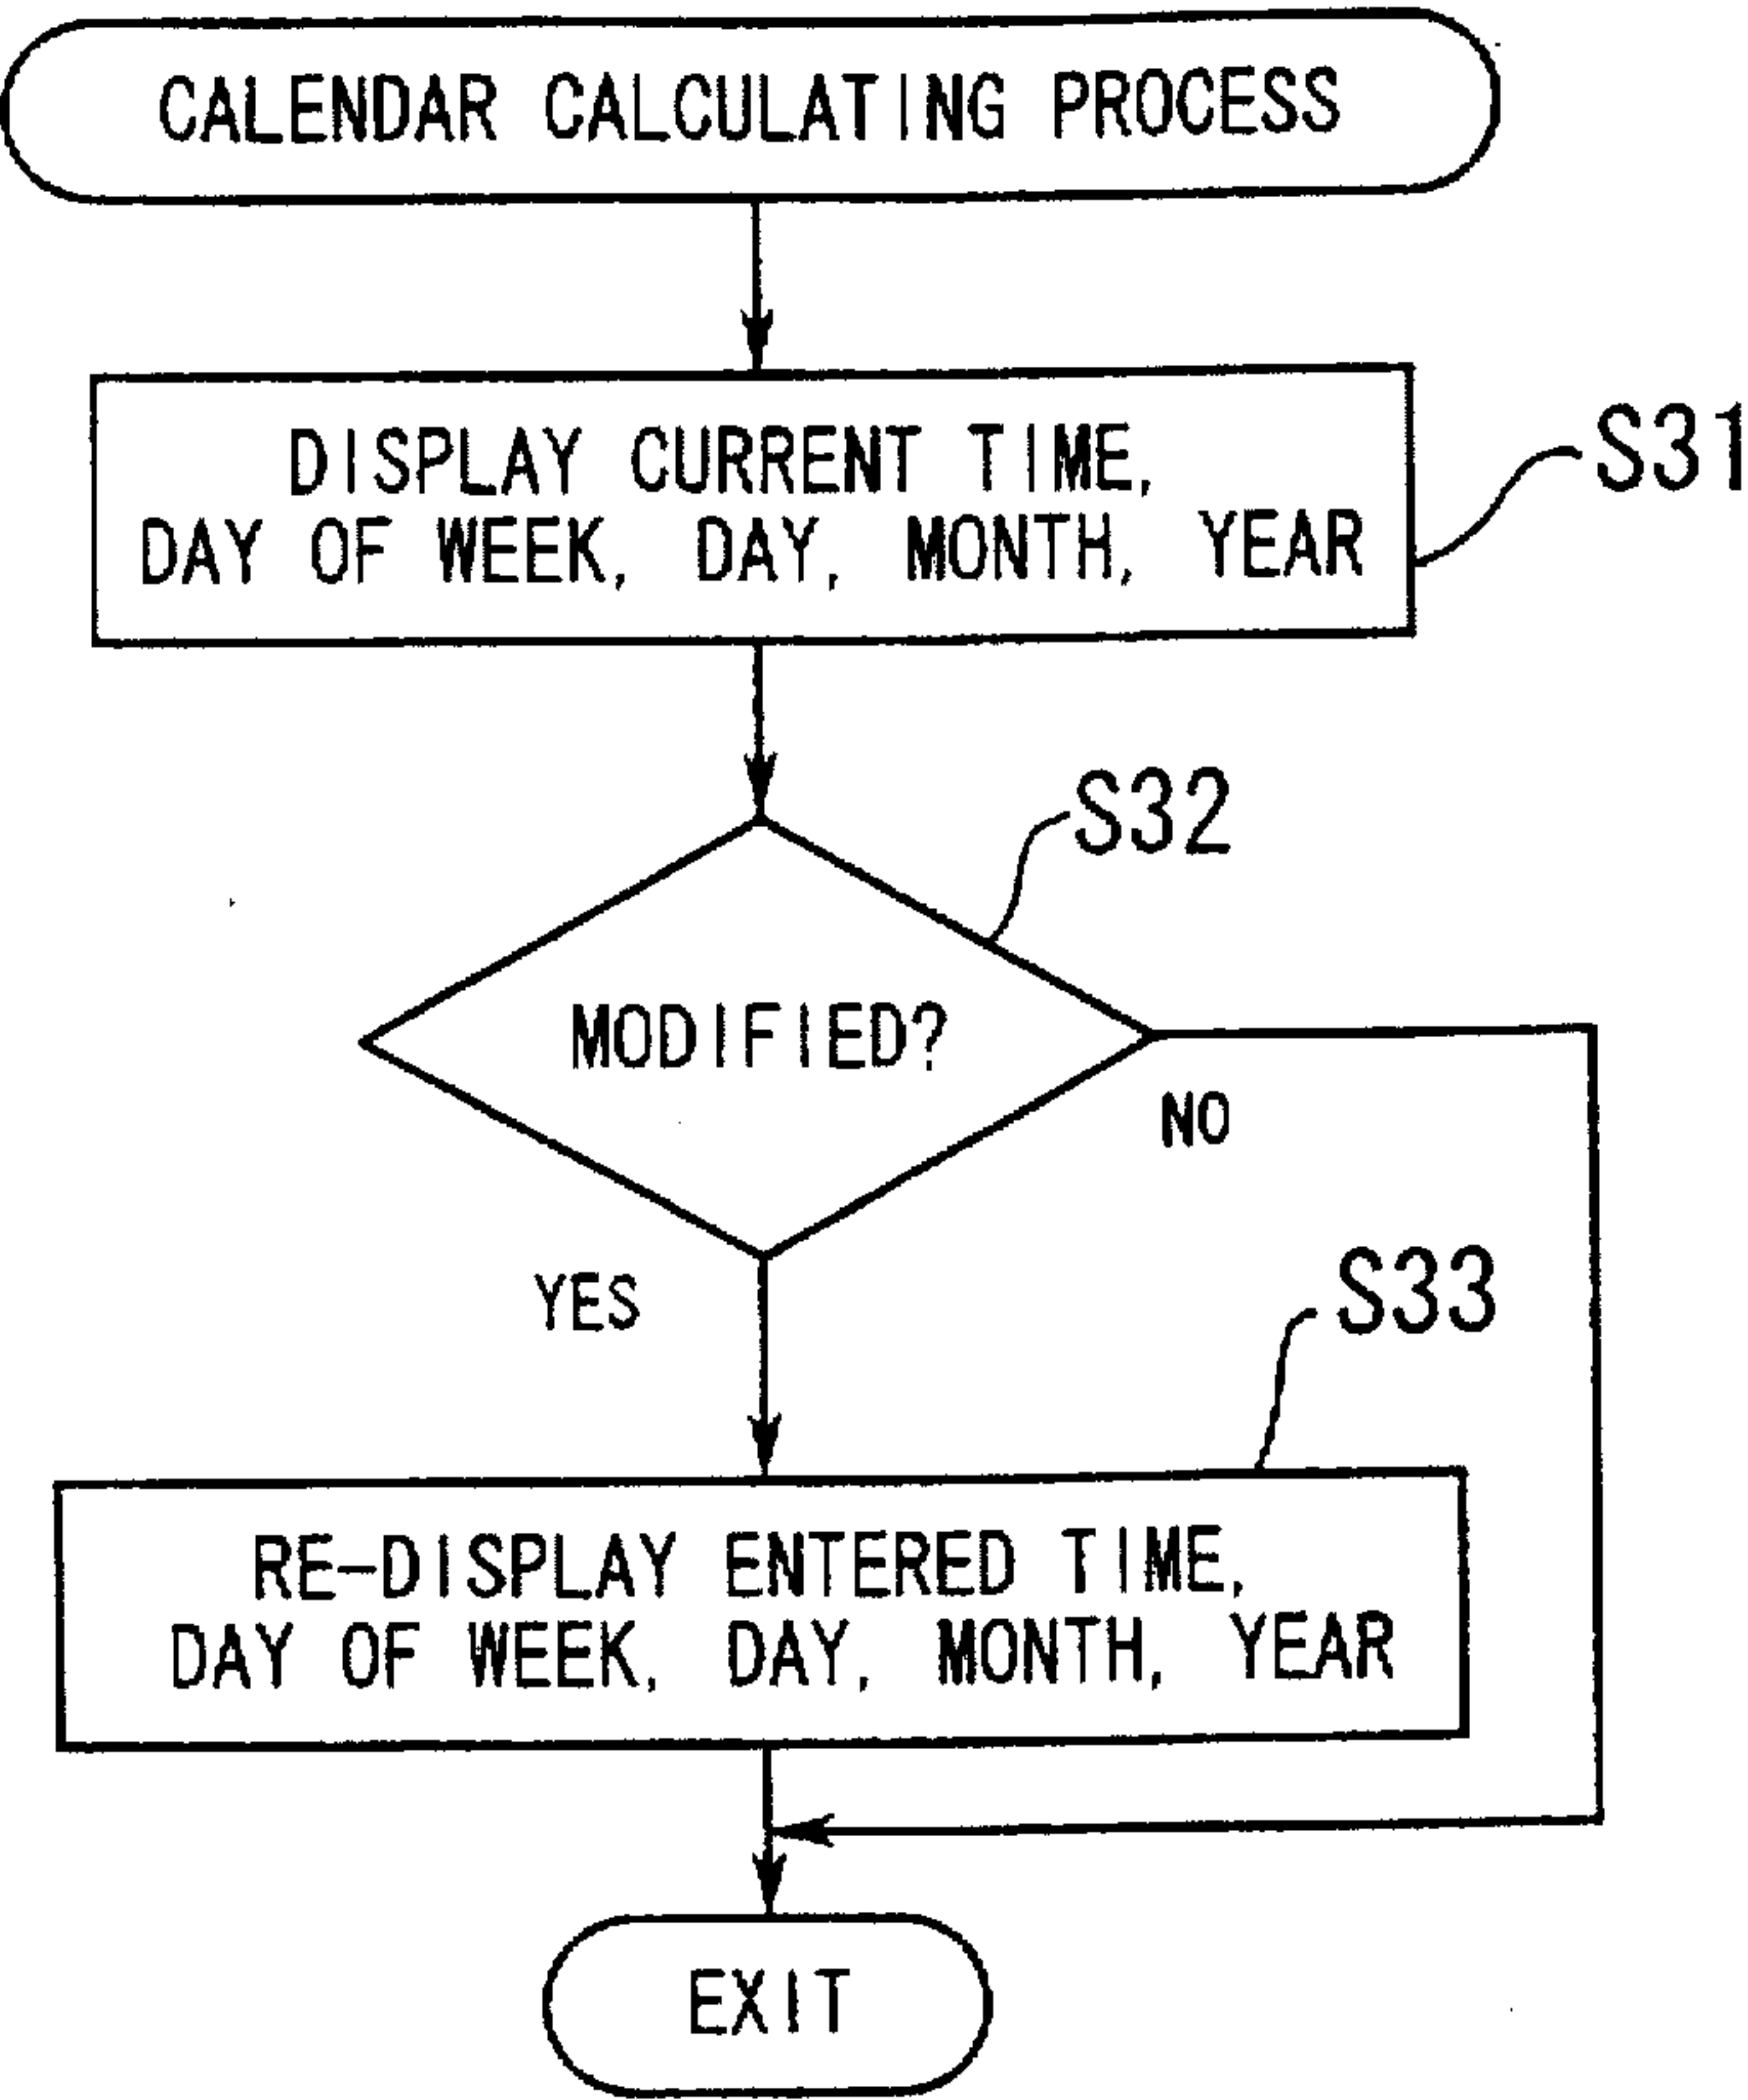 CALENDAR CALCULATING PROCESS
DISPLAY CURRENT TIME,
DAY OF WEEK, DAY, MONTH, YEAR
S31
S32
MODIFIED?
NO
YES
S33
RE-DISPLAY ENTERED TIME,
DAY OF WEEK, DAY, MONTH, YEAR
EXIT